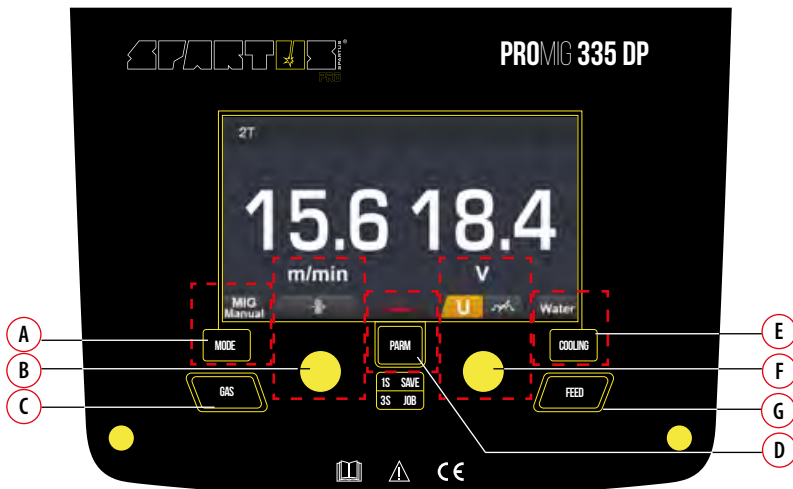 SPARTUS®
SPARTUS
PRO
PROMIG 335 DP
2T
15.6 18.4
m/min V
MIG Manual
U
Water
A
MODE
PARM
COOLING
E
B
F
GAS
1S SAVE
3S JOB
FEED
C
G
D
CE